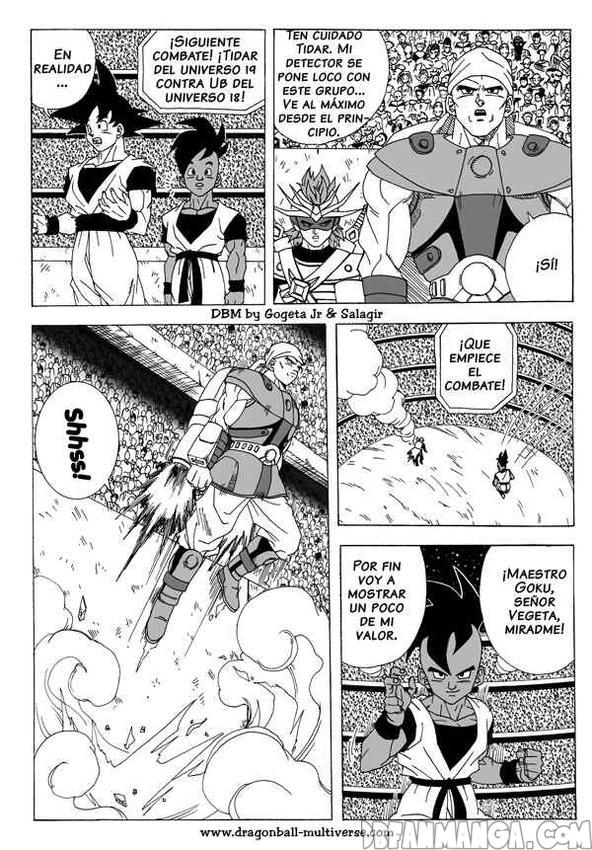 EN
REALIDAD
...
¡SIGUIENTE
COMBATE! ¡TIDAR
DEL UNIVERSO 19
CONTRA UB DEL
UNIVERSO 18!
TEN CUIDADO
TIDAR. MI
DETECTOR SE
PONE LOCO CON
ESTE GRUPO...
VE AL MÁXIMO
DESDE EL PRIN-
CIPIO.
¡SÍ!
DBM by Gogeta Jr & Salagir
Shhss!
¡QUE
EMPIECE
EL
COMBATE!
POR FIN
VOY A
MOSTRAR
UN POCO
DE MI
VALOR.
¡MAESTRO
GOKU,
SEÑOR
VEGETA,
MIRADME!
www.dragonball-multiverse.com
DBFANMANGA.COM